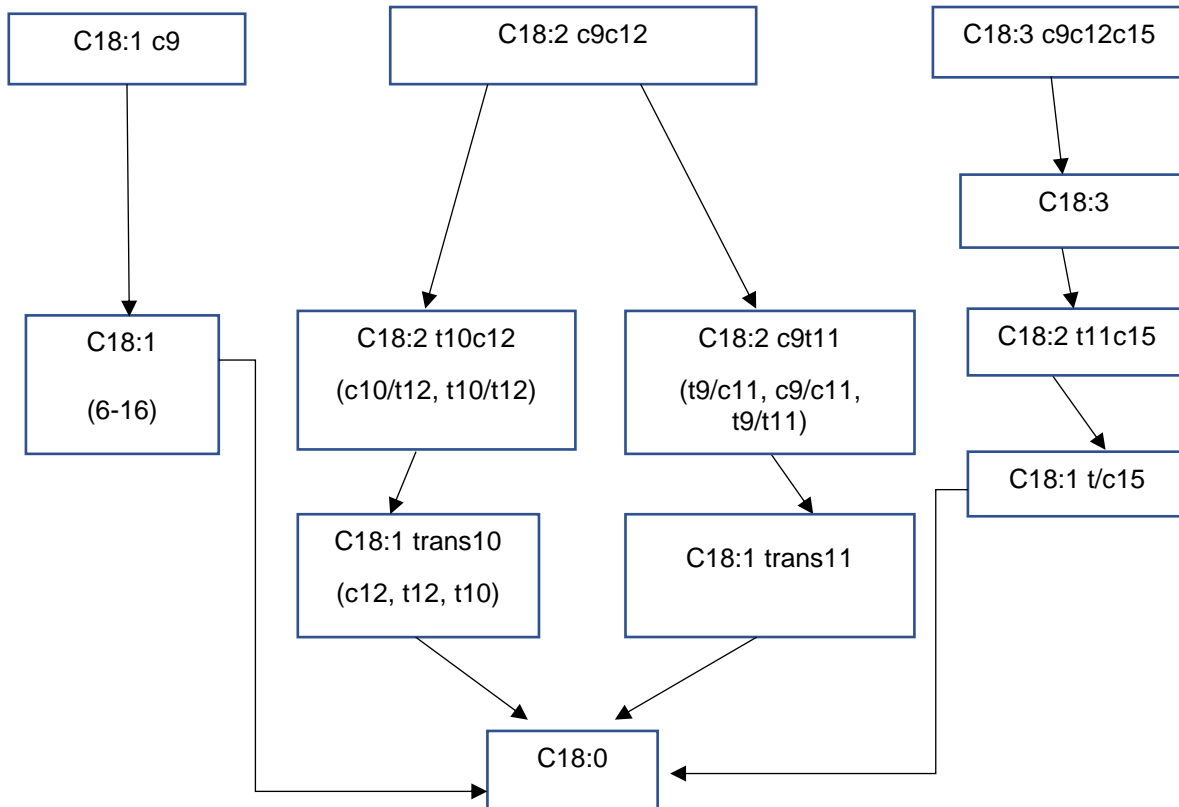 C18:1 c9
C18:2 c9c12
C18:3 c9c12c15
C18:3
C18:1
(6-16)
C18:2 t10c12
(c10/t12, t10/t12)
C18:2 c9t11
(t9/c11, c9/c11,
t9/t11)
C18:2 t11c15
C18:1 t/c15
C18:1 trans10
(c12, t12, t10)
C18:1 trans11
C18:0